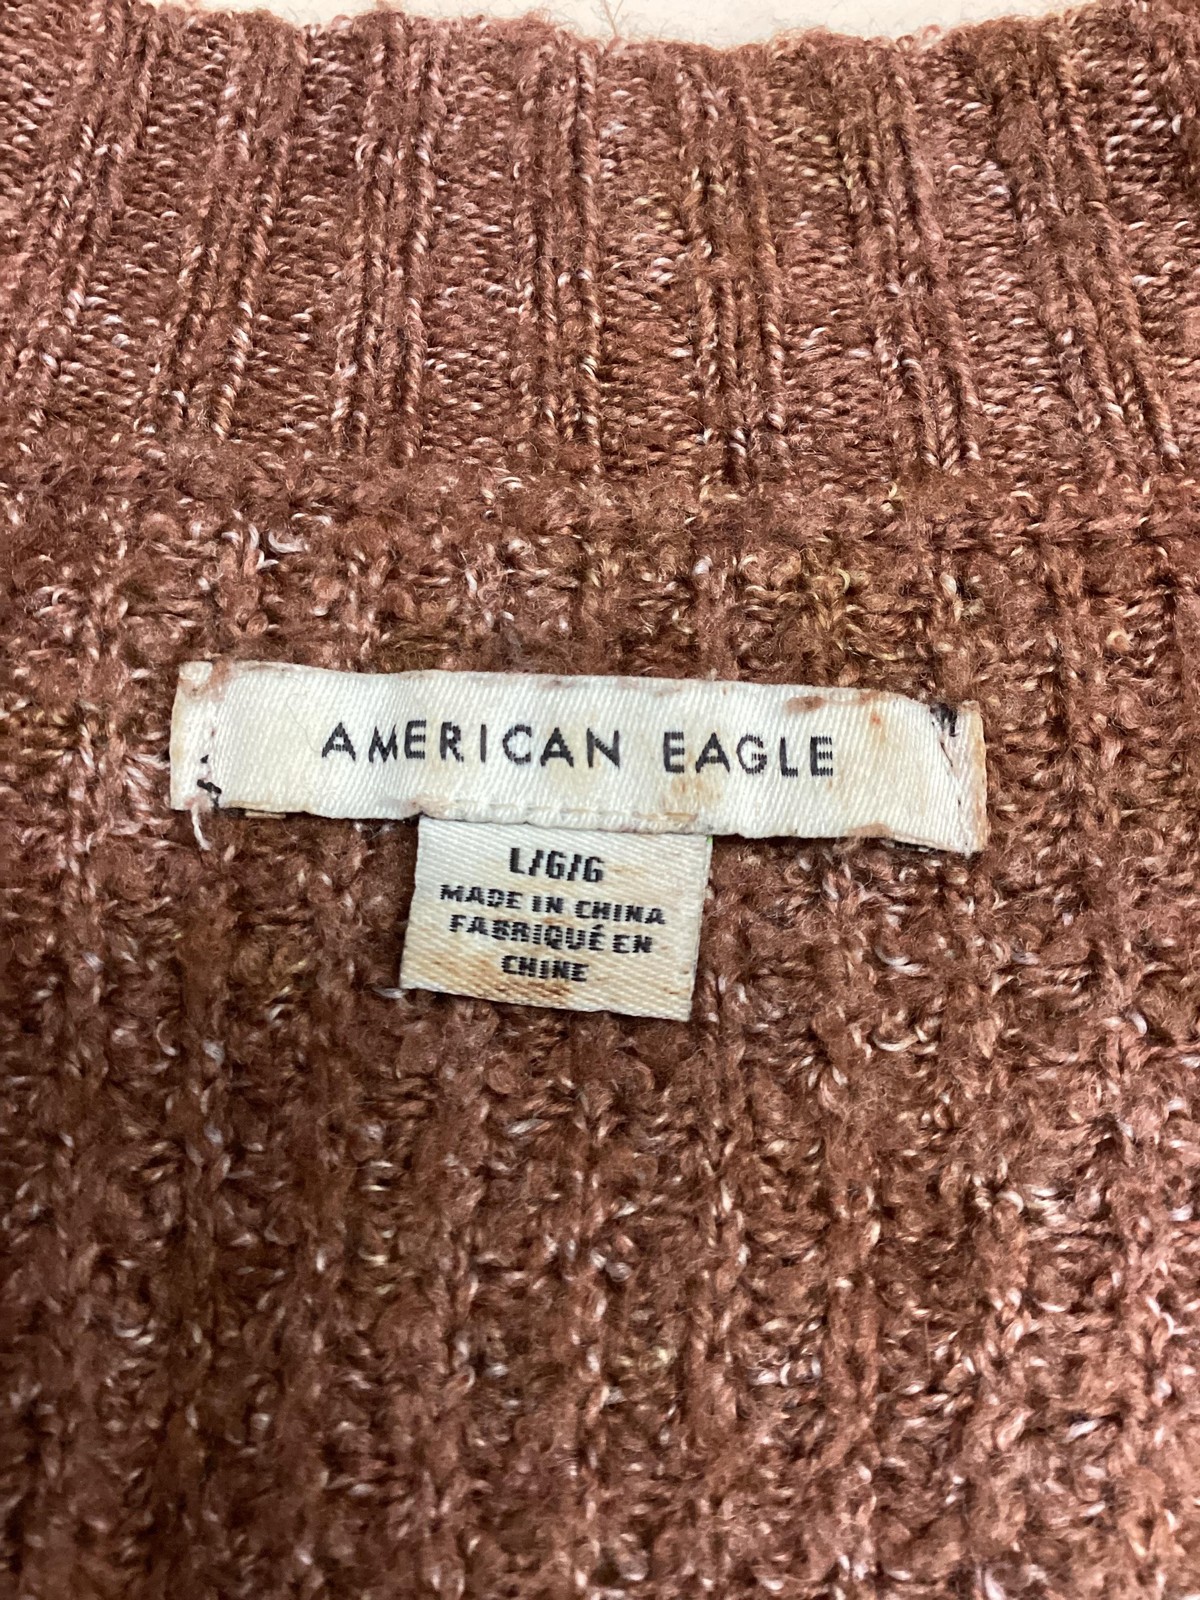 AMERICAN EAGLE
L/G/G
MADE IN CHINA
FABRIQUÉ EN
CHINE